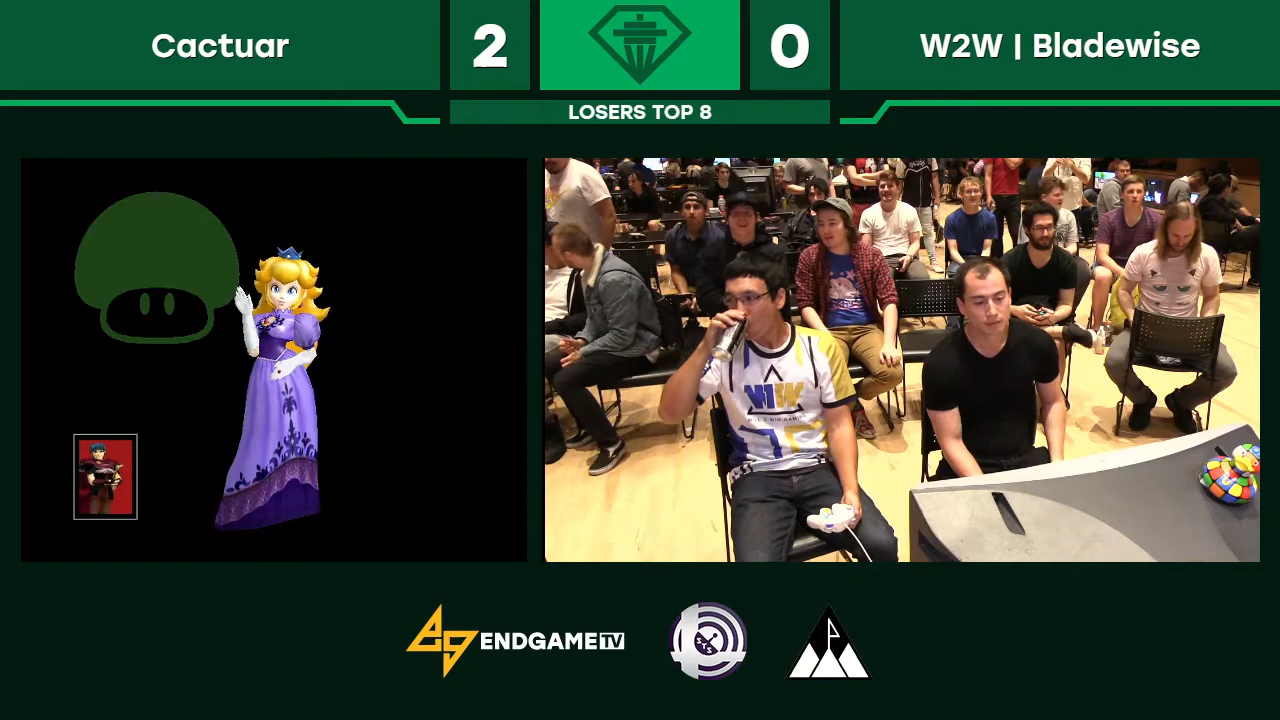 Cactuar
2
0
W2W | Bladewise
LOSERS TOP 8
ENDGAMETV